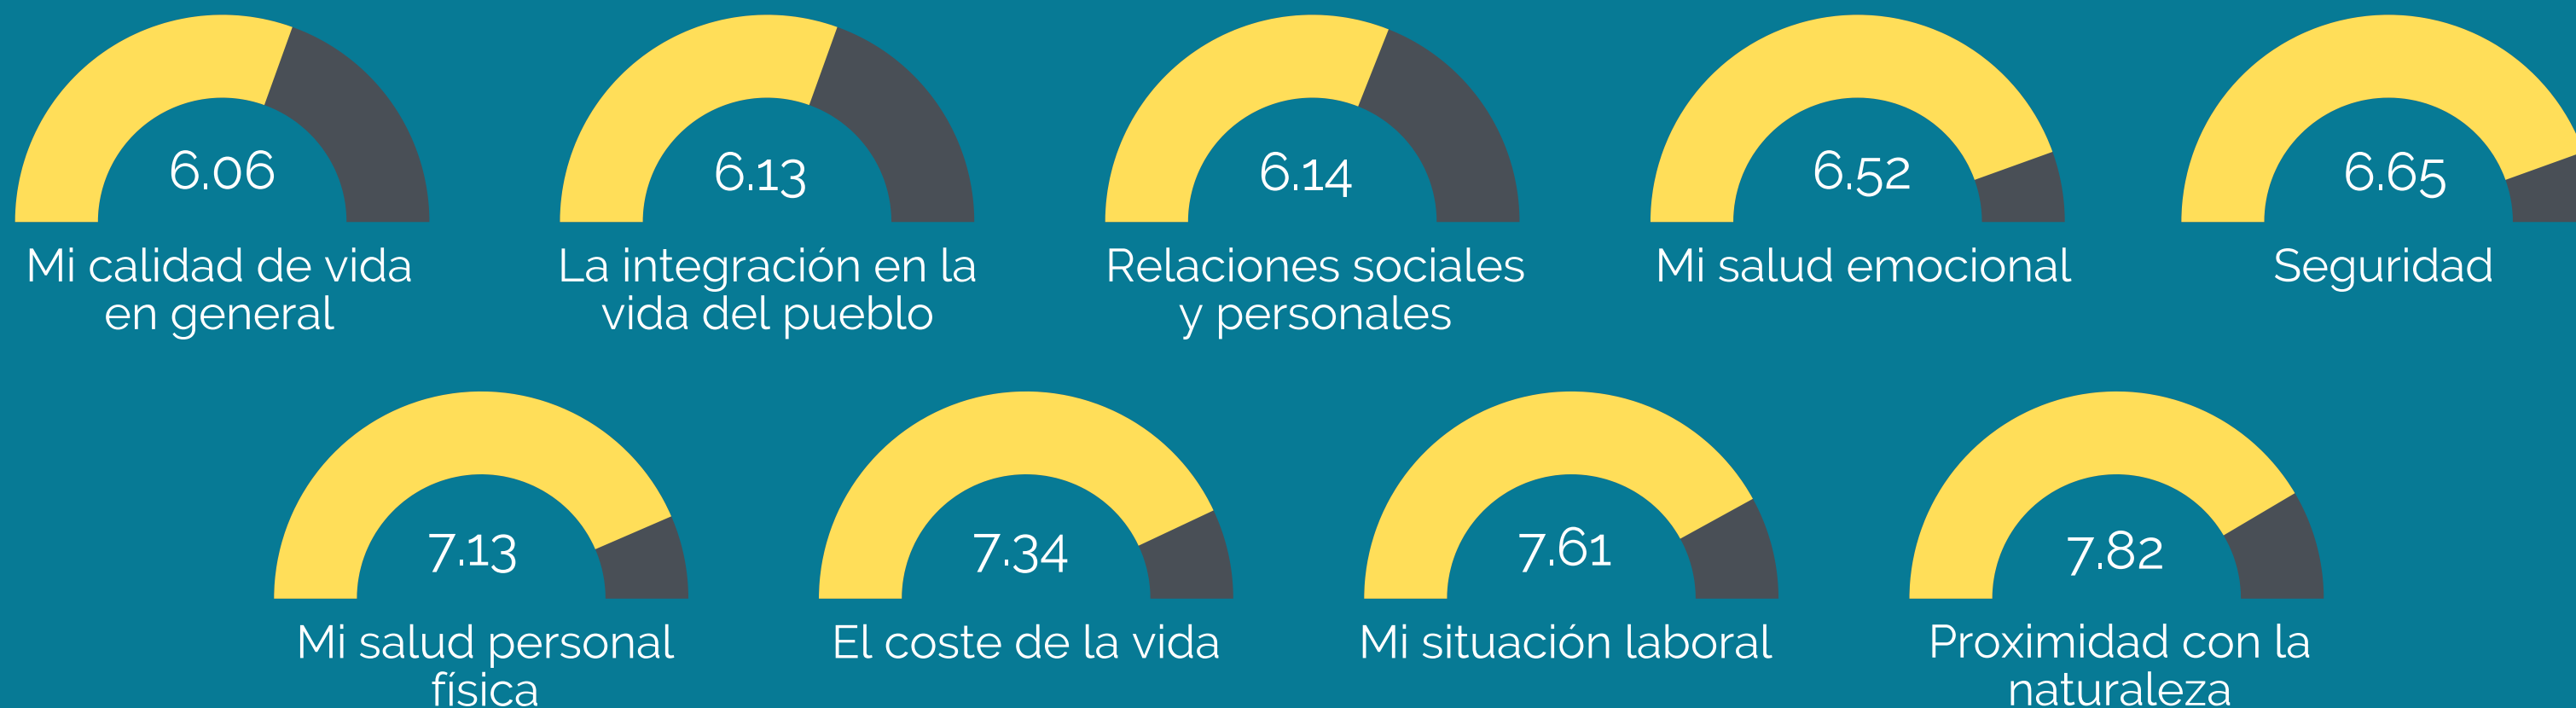 6.06
Mi calidad de vida
en general
6.13
La integración en la
vida del pueblo
6.14
Relaciones sociales
y personales
6.52
Mi salud emocional
6.65
Seguridad
7.13
Mi salud personal
física
7.34
El coste de la vida
7.61
Mi situación laboral
7.82
Proximidad con la
naturaleza